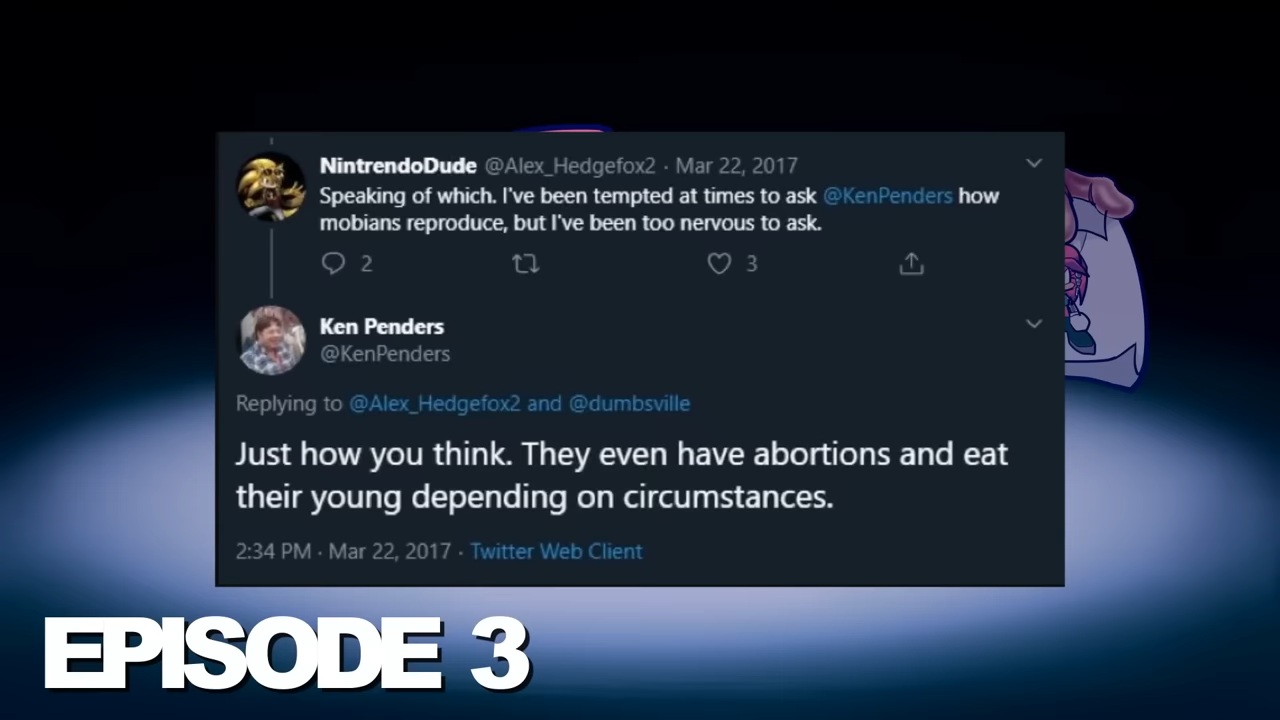 NintrendoDude @Alex_Hedgefox2 · Mar 22, 2017
Speaking of which. I've been tempted at times to ask @KenPenders how
mobians reproduce, but I've been too nervous to ask.
2 3
Ken Penders
@KenPenders
Replying to @Alex_Hedgefox2 and @dumbsville
Just how you think. They even have abortions and eat
their young depending on circumstances.
2:34 PM · Mar 22, 2017 · Twitter Web Client
EPISODE 3